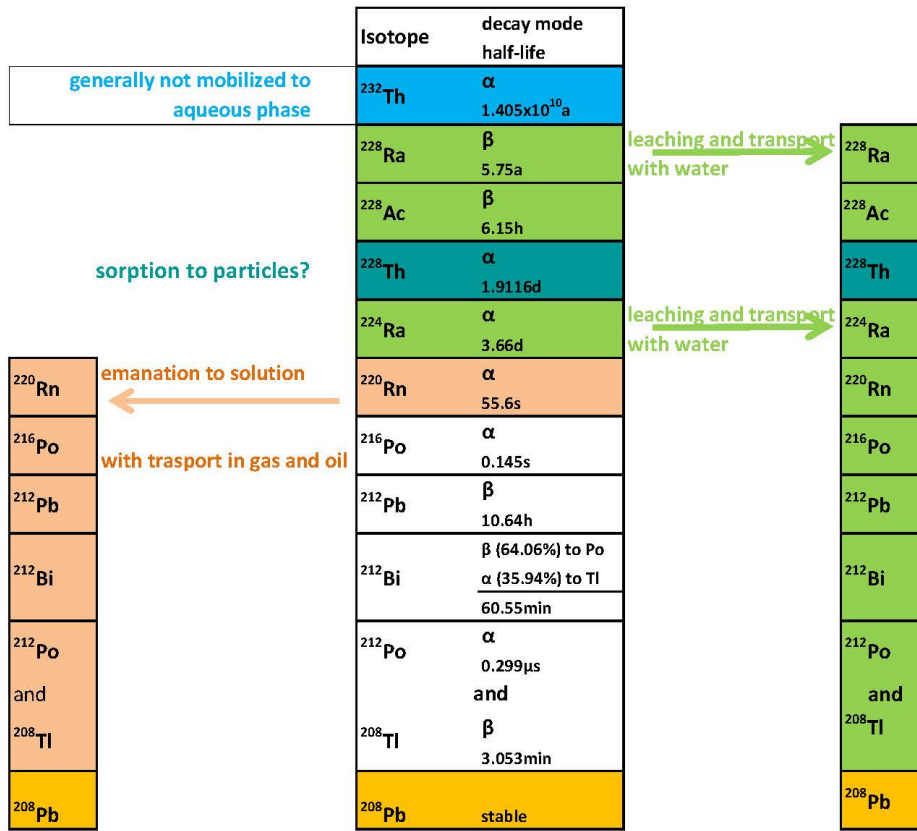 Isotope
decay mode
half-life
generally not mobilized to
aqueous phase
²³²Th
α
1.405x10¹⁰a
²²⁸Ra
β
5.75a
leaching and transport
with water
²²⁸Ra
²²⁸Ac
β
6.15h
²²⁸Ac
sorption to particles?
²²⁸Th
α
1.9116d
²²⁸Th
²²⁴Ra
α
3.66d
leaching and transport
with water
²²⁴Ra
²²⁰Rn
emanation to solution
²²⁰Rn
α
55.6s
²²⁰Rn
²¹⁶Po
with trasport in gas and oil
²¹⁶Po
α
0.145s
²¹⁶Po
²¹²Pb
²¹²Pb
β
10.64h
²¹²Pb
²¹²Bi
²¹²Bi
β (64.06%) to Po
α (35.94%) to Tl
60.55min
²¹²Bi
²¹²Po
and
²⁰⁸Tl
²¹²Po
α
0.299µs
and
²⁰⁸Tl
β
3.053min
²¹²Po
and
²⁰⁸Tl
²⁰⁸Pb
²⁰⁸Pb
stable
²⁰⁸Pb